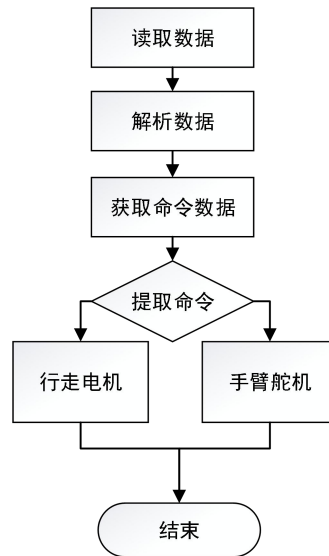 读取数据
解析数据
获取命令数据
提取命令
行走电机
手臂舵机
结束